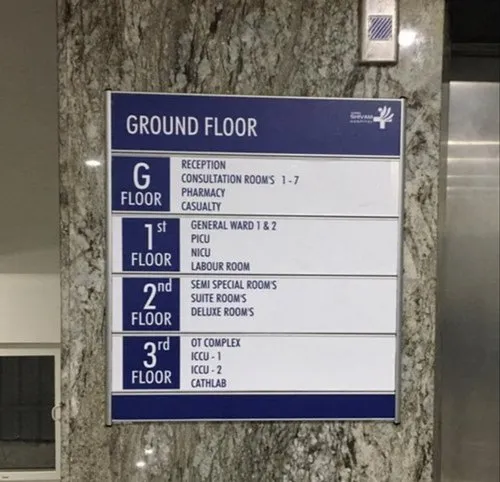 GROUND FLOOR
SHIVAM
HOSPITAL
G
FLOOR
RECEPTION
CONSULTATION ROOM'S 1 - 7
PHARMACY
CASUALTY
1st
FLOOR
GENERAL WARD 1 & 2
PICU
NICU
LABOUR ROOM
2nd
FLOOR
SEMI SPECIAL ROOM'S
SUITE ROOM'S
DELUXE ROOM'S
3rd
FLOOR
OT COMPLEX
ICCU - 1
ICCU - 2
CATHLAB